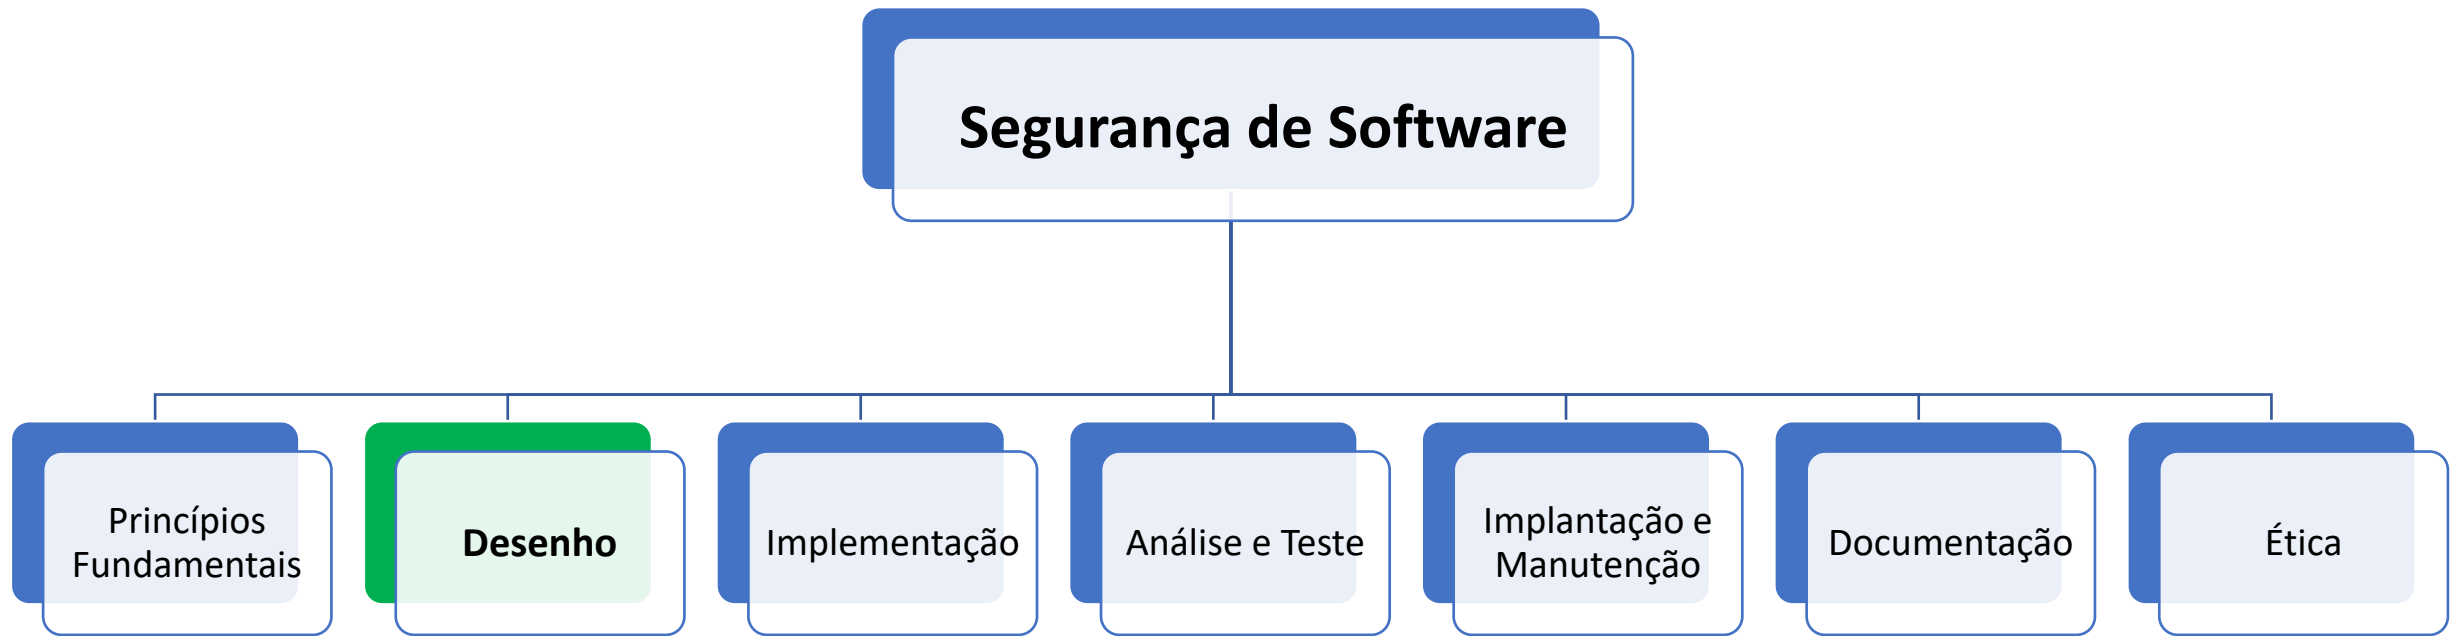 Segurança de Software
Princípios
Fundamentais
Desenho
Implementação
Análise e Teste
Implantação e
Manutenção
Documentação
Ética